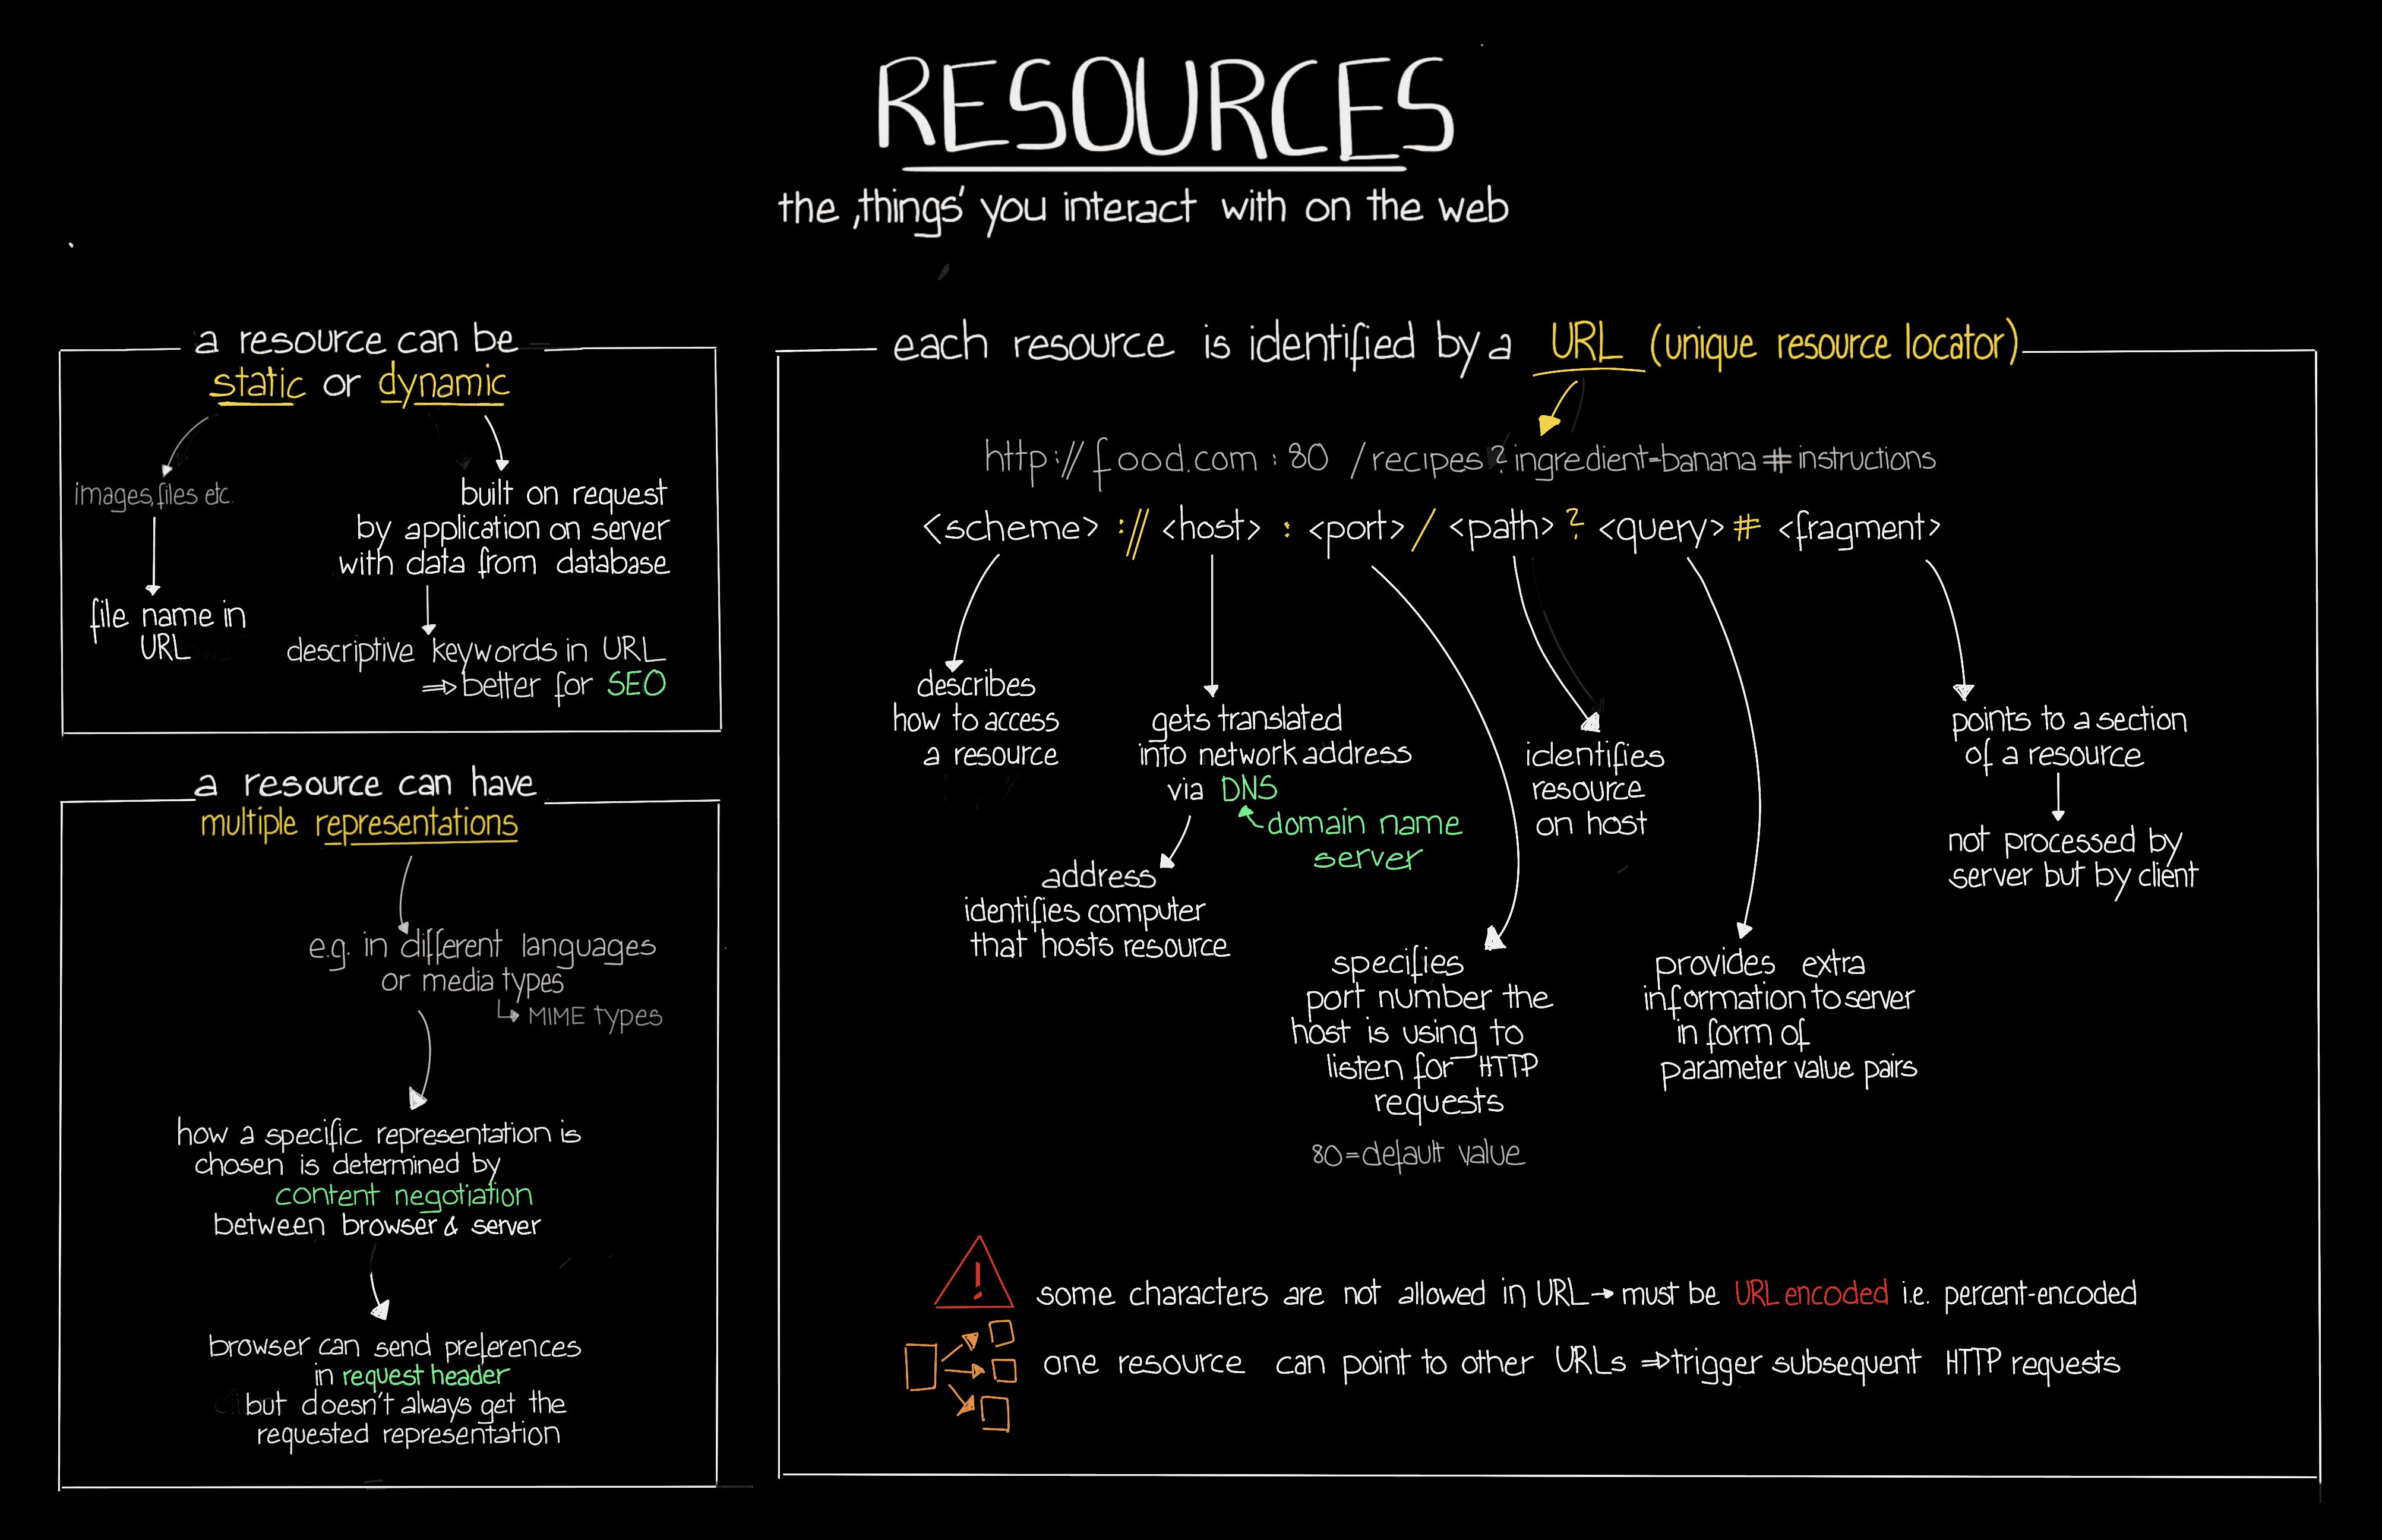 RESOURCES
the ‚things' you interact with on the web
a resource can be
static or dynamic
images, files etc.
file name in
URL
built on request
by application on server
with data from database
descriptive keywords in URL
⇒ better for SEO
a resource can have
multiple representations
e.g. in different languages
or media types
↳ MIME types
how a specific representation is
chosen is determined by
content negotiation
between browser & server
browser can send preferences
in request header
but doesn't always get the
requested representation
each resource is identified by a URL (unique resource locator)
http://food.com:80 /recipes?ingredient=banana#instructions
<scheme> :// <host> : <port> / <path> ? <query> # <fragment>
describes
how to access
a resource
gets translated
into network address
via DNS
domain name
server
address
identifies computer
that hosts resource
specifies
port number the
host is using to
listen for HTTP
requests
80=default value
identifies
resource
on host
provides extra
information to server
in form of
parameter value pairs
points to a section
of a resource
not processed by
server but by client
! some characters are not allowed in URL → must be URL encoded i.e. percent-encoded
one resource can point to other URLs ⇒ trigger subsequent HTTP requests